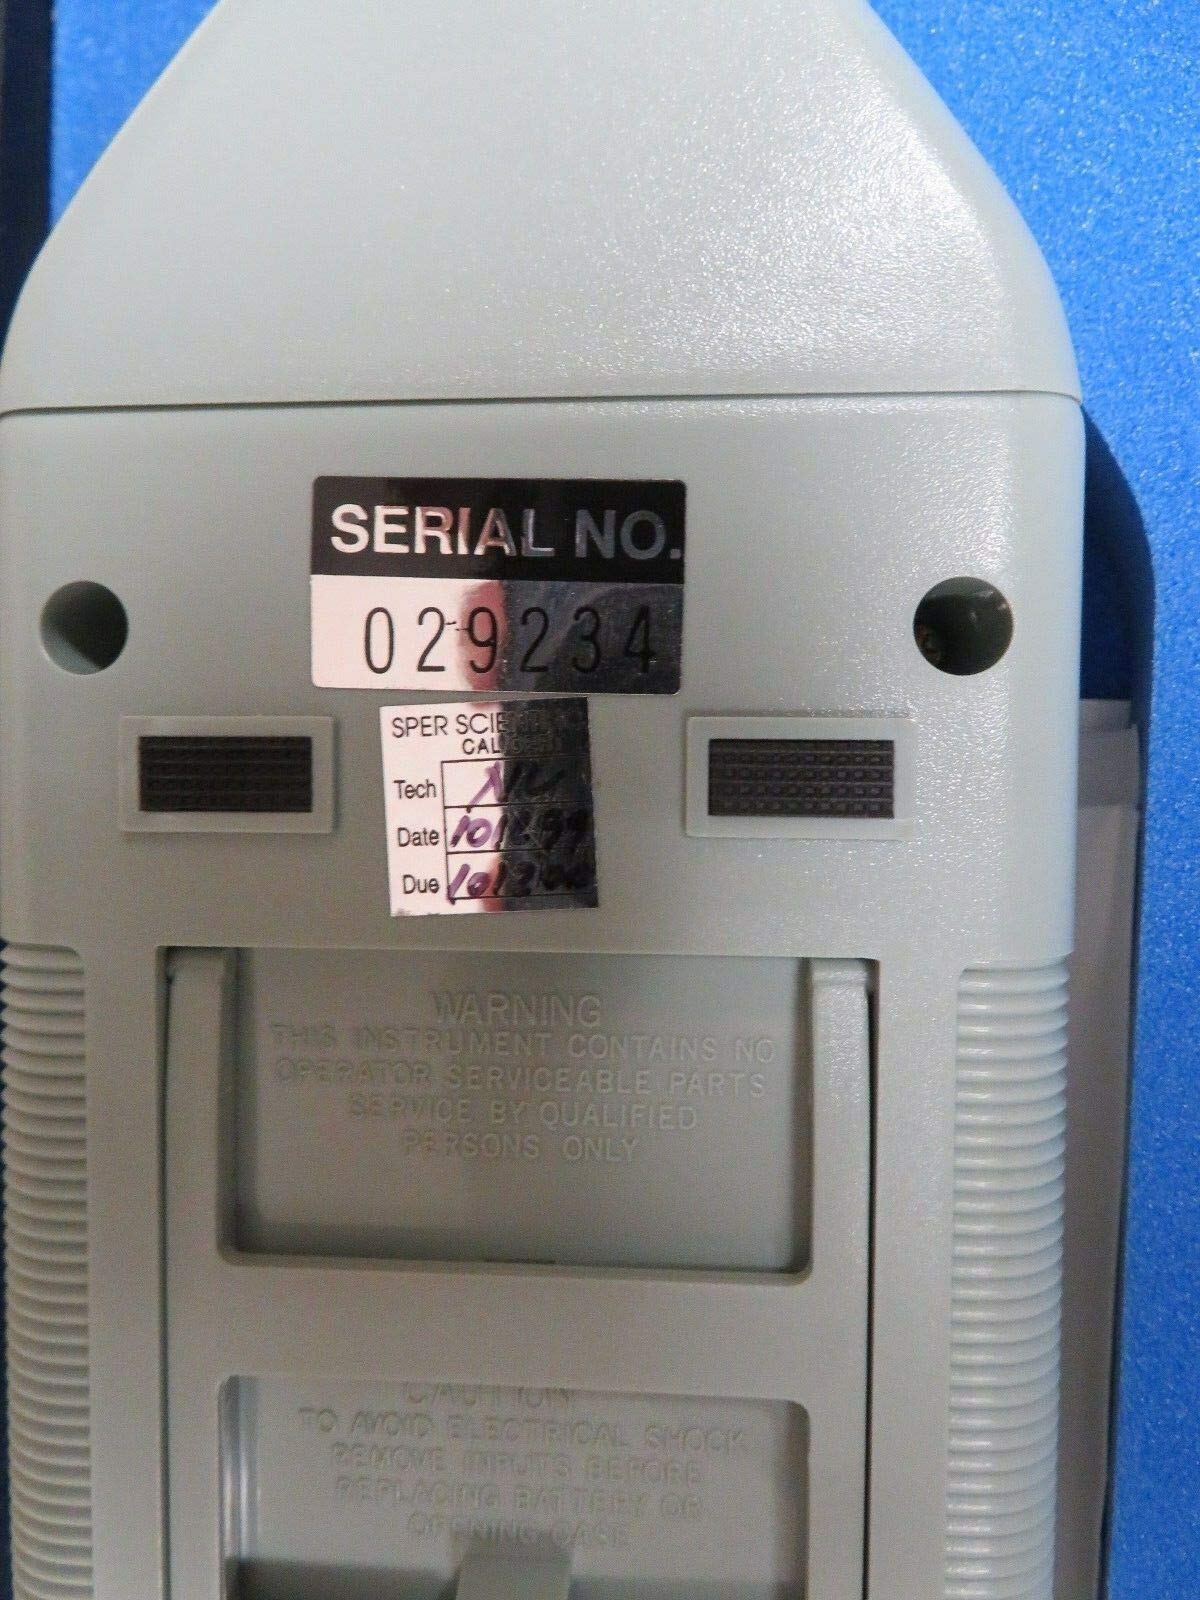 SERIAL NO.
029234
SPER
Tech
Date
Due
WARNING
THIS INSTRUMENT CONTAINS NO
OPERATOR SERVICEABLE PARTS
SERVICE BY QUALIFIED
PERSONS ONLY
CAUTION
TO AVOID ELECTRICAL SHOCK
REMOVE INPUTS BEFORE
REPLACING BATTERY OR
OPENING CASE